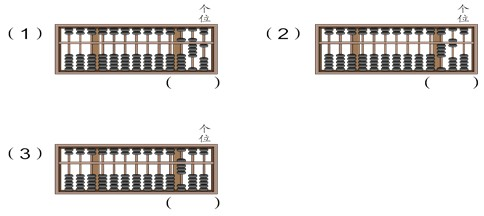 个 个
(1) 位 (2) 位
( ) ( )
个
(3) 位
( )